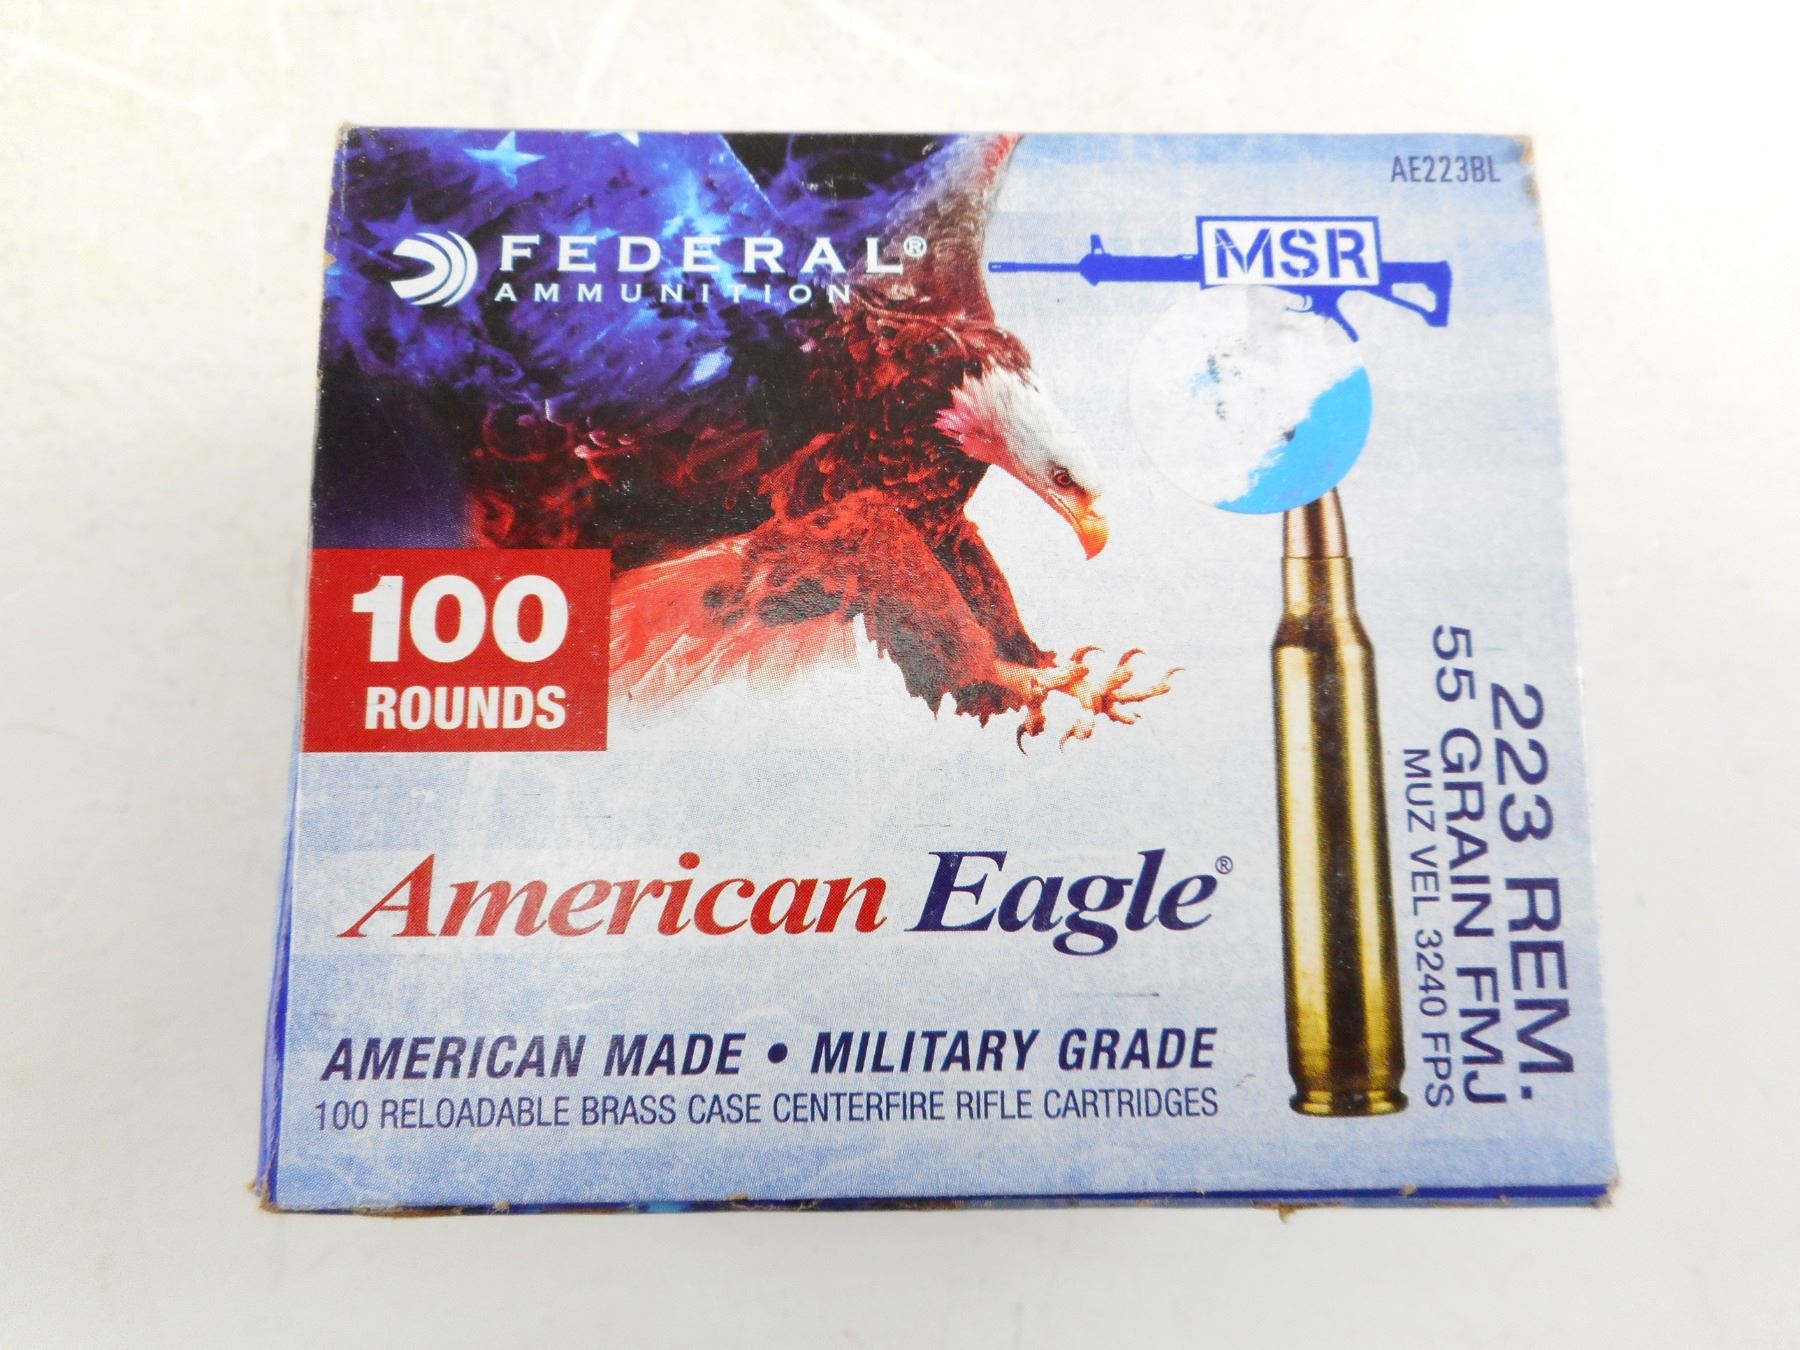 AE223BL
FEDERAL®
AMMUNITION
MSR
100
ROUNDS
American Eagle®
AMERICAN MADE • MILITARY GRADE
100 RELOADABLE BRASS CASE CENTERFIRE RIFLE CARTRIDGES
223 REM.
55 GRAIN FMJ
MUZ VEL 3240 FPS